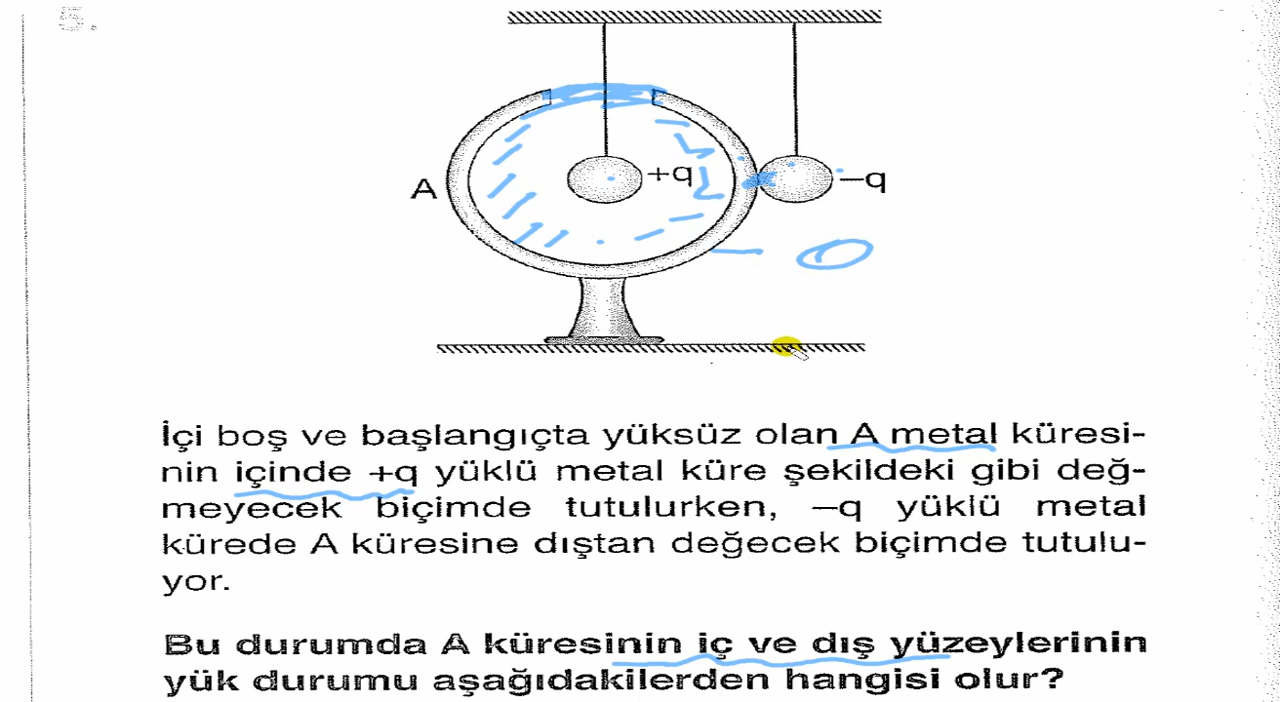 5.
A
+q
−q
İçi boş ve başlangıçta yüksüz olan A metal küresi-
nin içinde +q yüklü metal küre şekildeki gibi değ-
meyecek biçimde tutulurken, −q yüklü metal
kürede A küresine dıştan değecek biçimde tutulu-
yor.
Bu durumda A küresinin iç ve dış yüzeylerinin
yük durumu aşağıdakilerden hangisi olur?